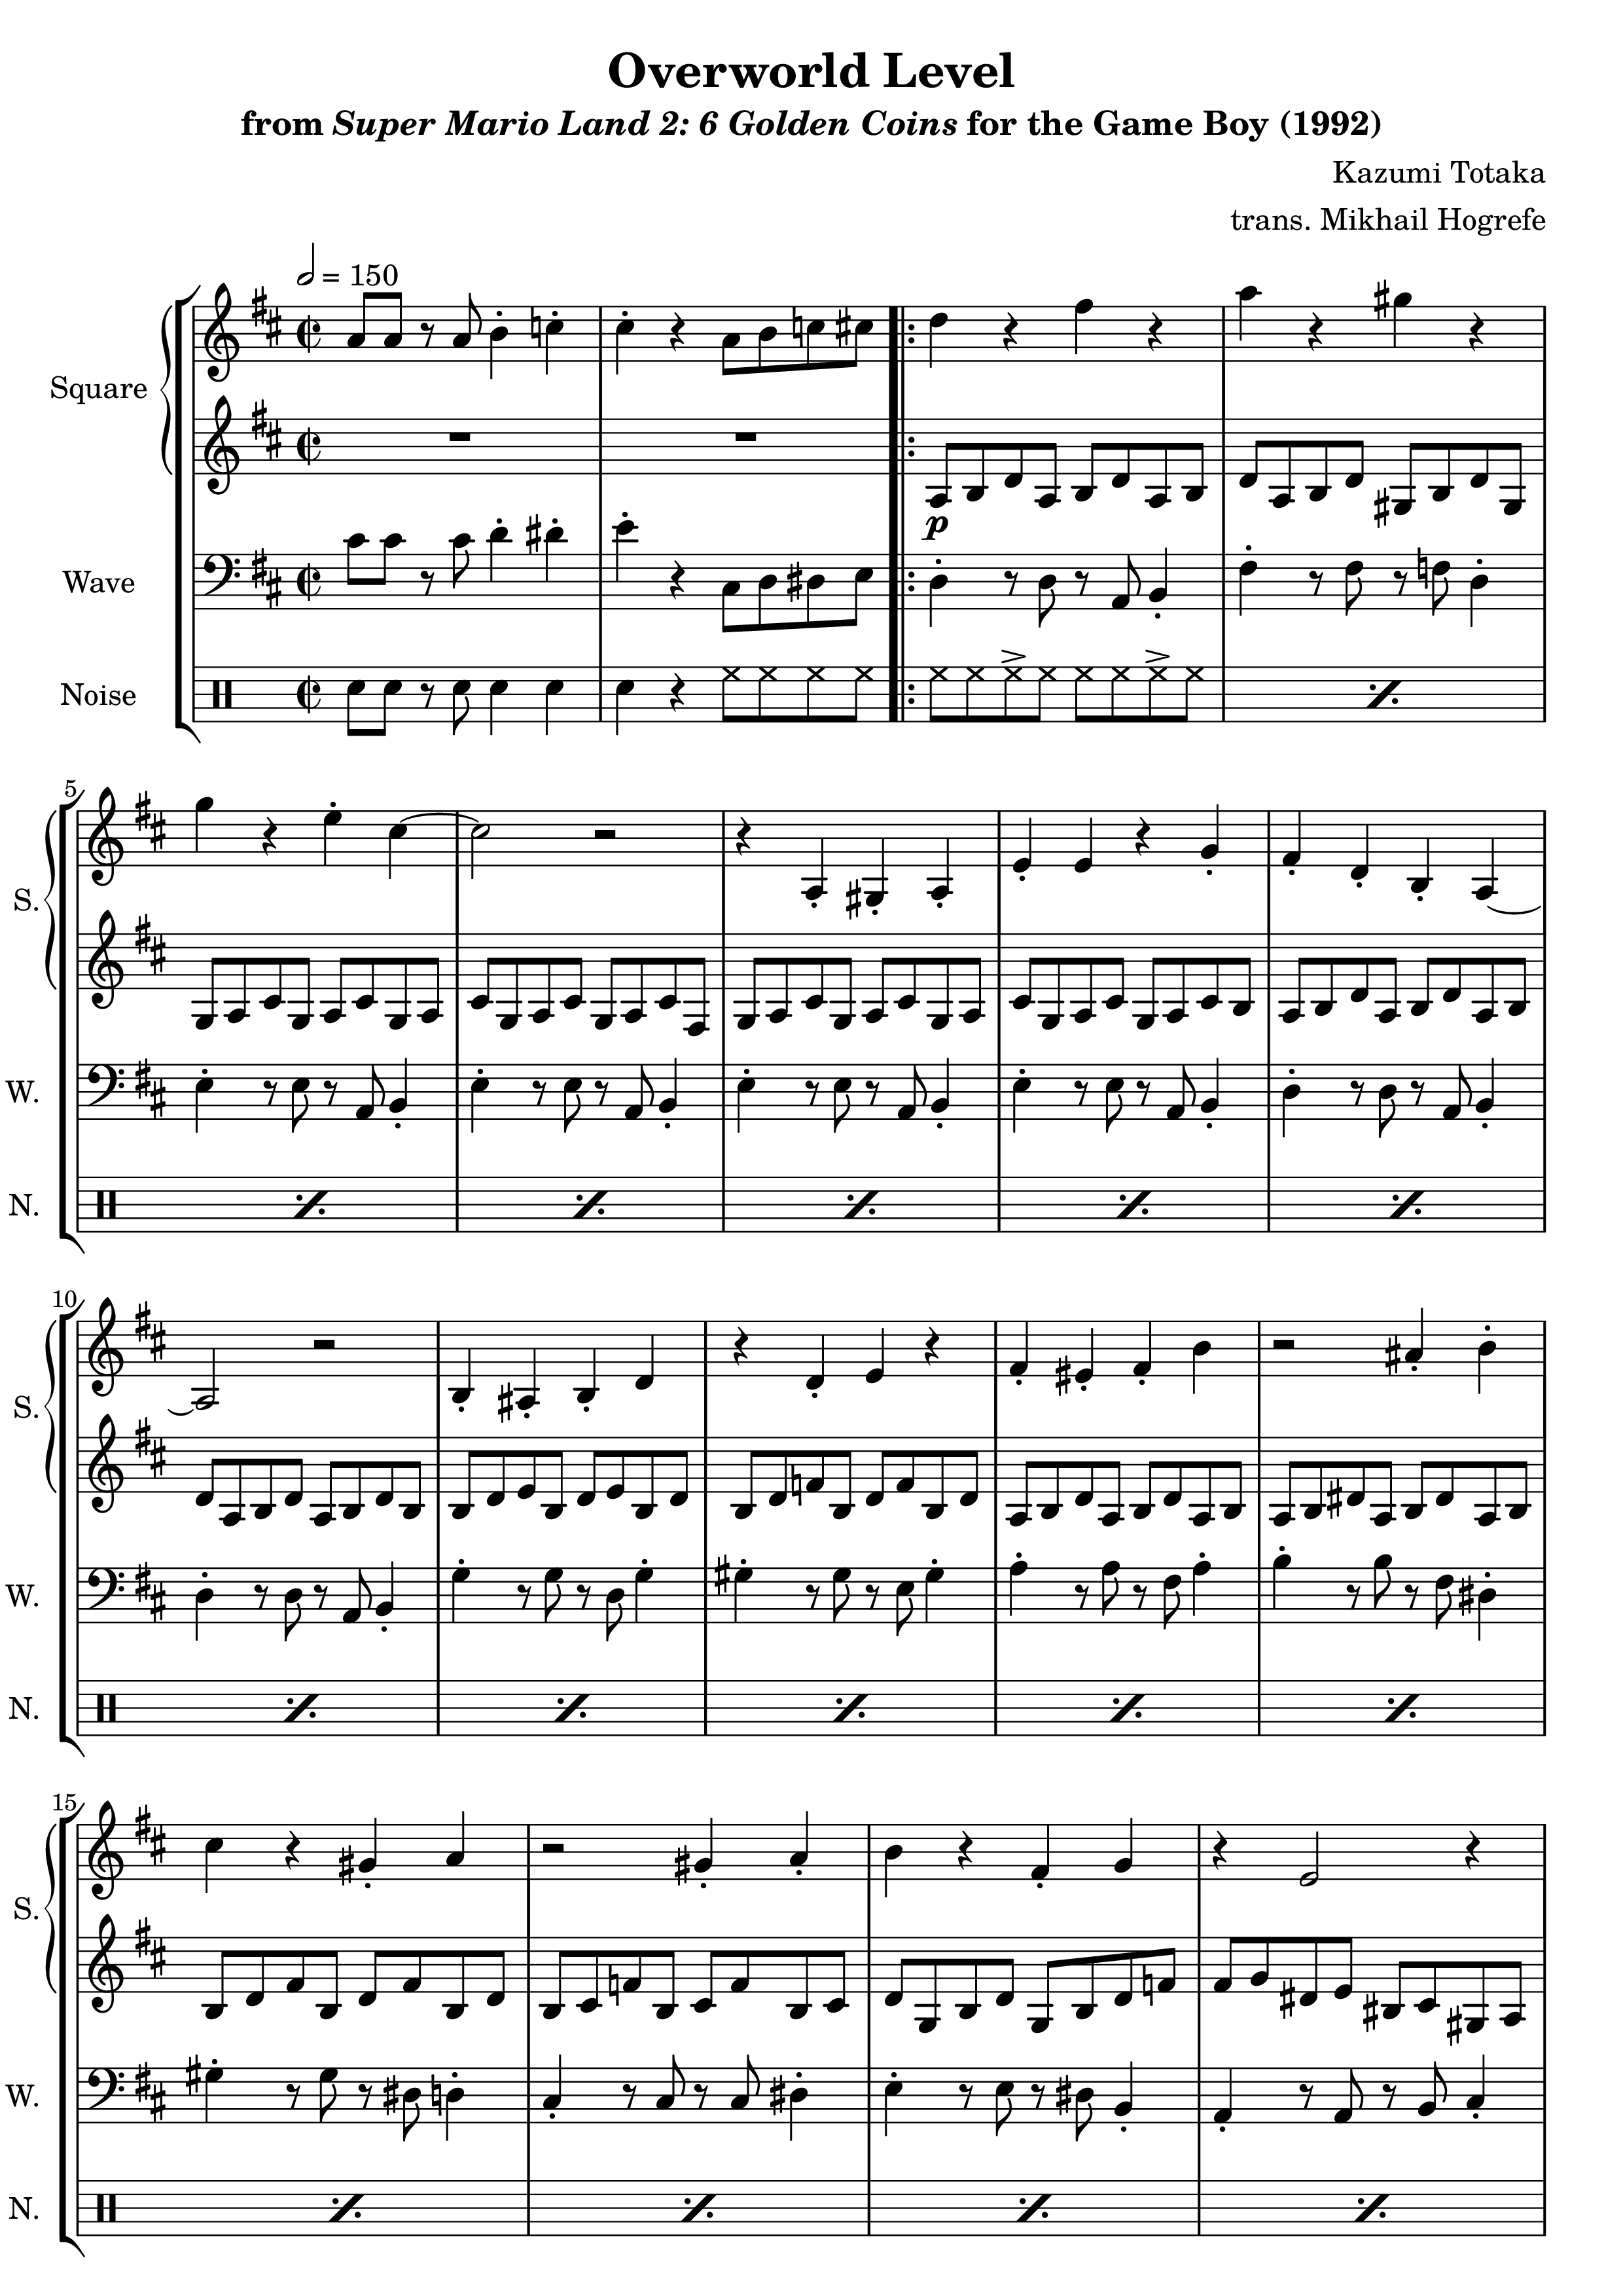 Overworld Level
from Super Mario Land 2: 6 Golden Coins for the Game Boy (1992)
Kazumi Totaka
trans. Mikhail Hogrefe
= 150
Square
p
Wave
Noise
5
S.
W.
N.
10
S.
W.
N.
15
S.
W.
N.